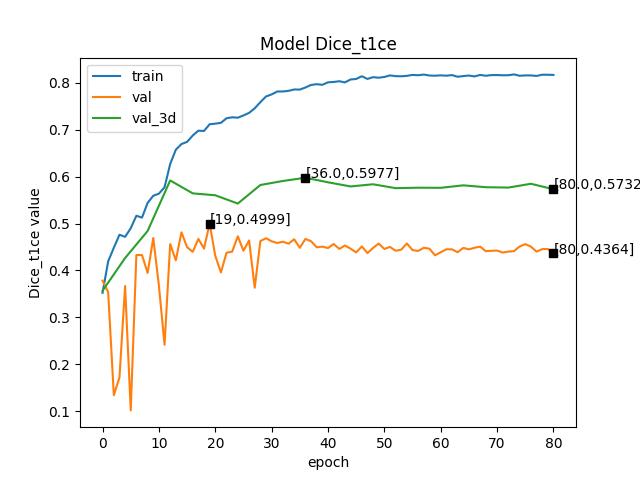 Model Dice_t1ce
train
val
val_3d
[36.0,0.5977]
[80.0,0.5732
[19,0.4999]
[80,0.4364]
Dice_t1ce value
0.8
0.7
0.6
0.5
0.4
0.3
0.2
0.1
0 10 20 30 40 50 60 70 80
epoch